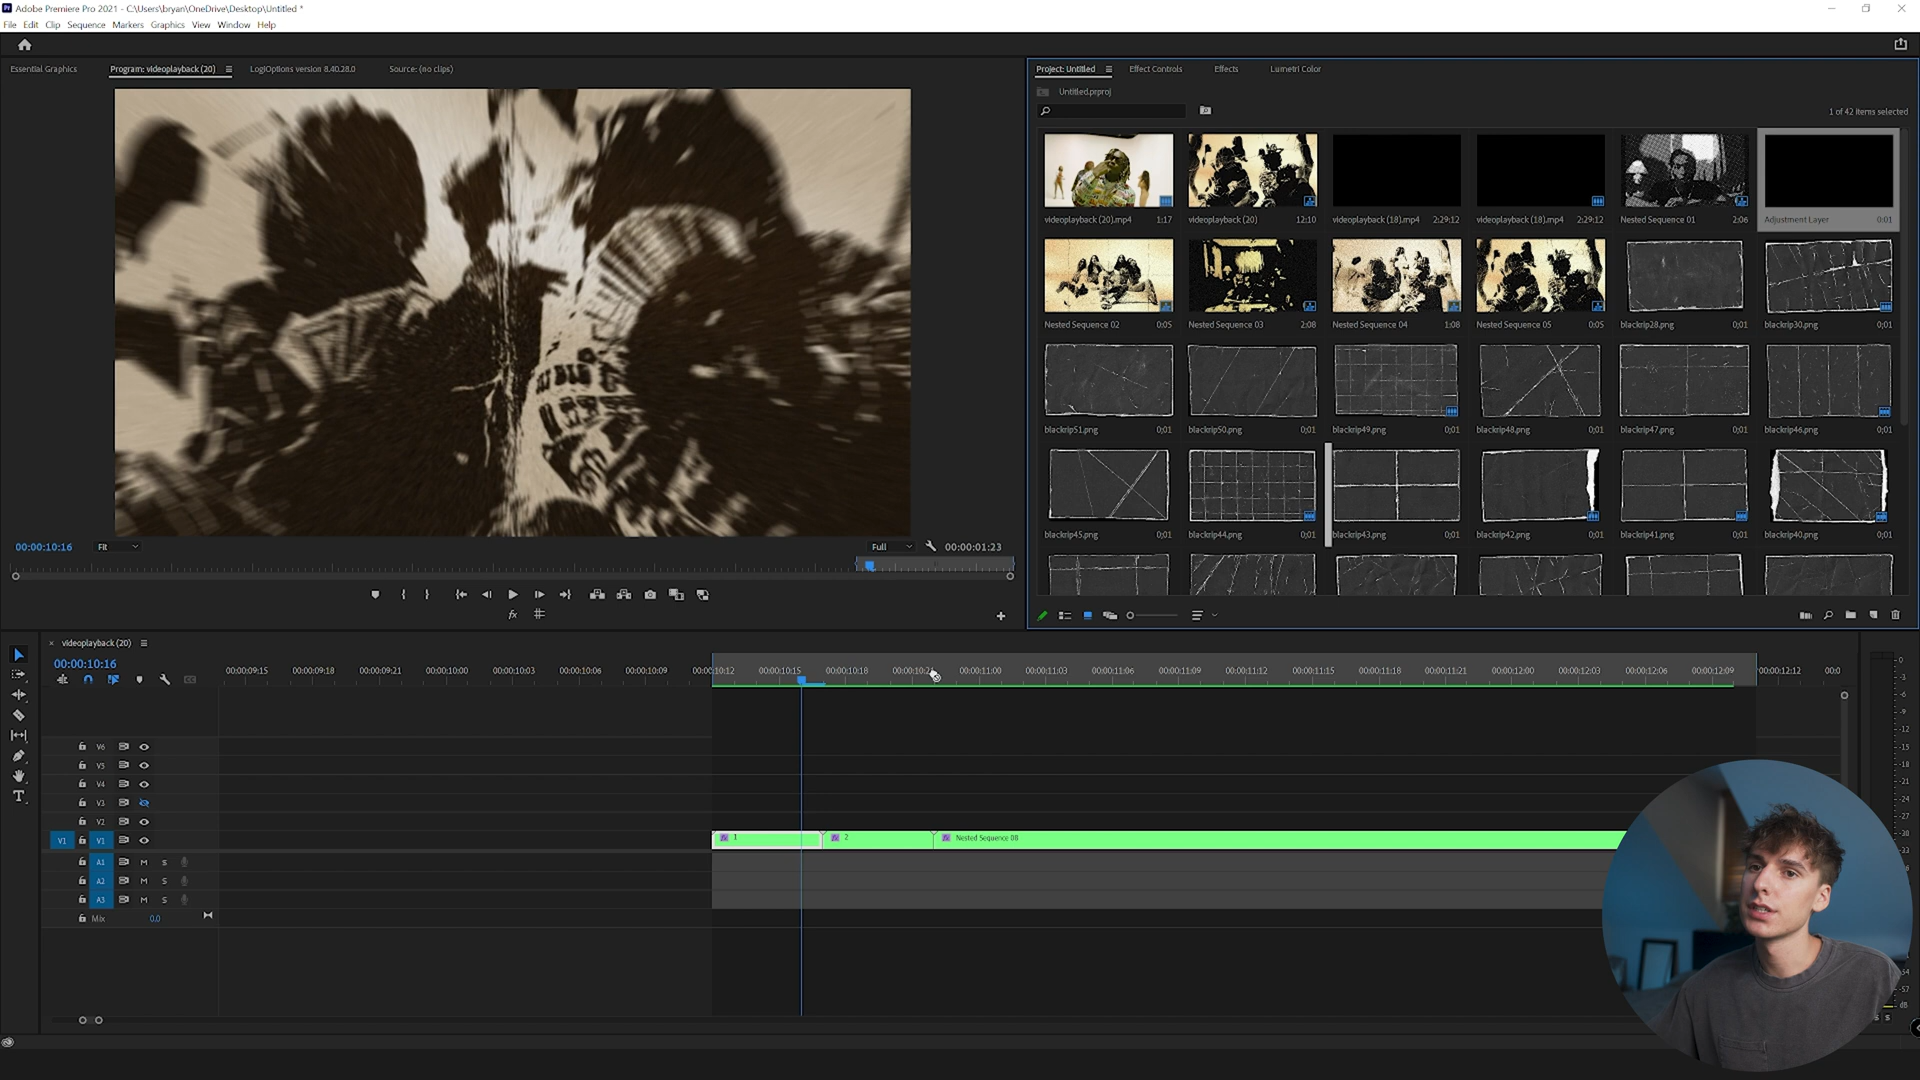 Adobe Premiere Pro 2021 - C:\Users\bryan\OneDrive\Desktop\Untitled *
File Edit Clip Sequence Markers Graphics View Window Help
Essential Graphics Program: videoplayback (20) LogiOptions version 8.40.28.0 Source: (no clips)
Project: Untitled Effect Controls Effects Lumetri Color
Untitled.prproj
1 of 42 items selected
videoplayback (20).mp4 1:17 videoplayback (20) 12:10 videoplayback (18).mp4 2:29:12 videoplayback (18).mp4 2:29:12 Nested Sequence 01 2:06 Adjustment Layer 0:01
Nested Sequence 02 0:05 Nested Sequence 03 2:08 Nested Sequence 04 1:08 Nested Sequence 05 0:05 blackrip28.png 0;01 blackrip30.png 0;01
blackrip51.png 0;01 blackrip50.png 0;01 blackrip49.png 0;01 blackrip48.png 0;01 blackrip47.png 0;01 blackrip46.png 0;01
blackrip45.png 0;01 blackrip44.png 0;01 blackrip43.png 0;01 blackrip42.png 0;01 blackrip41.png 0;01 blackrip40.png 0;01
00:00:10:16 Fit Full 00:00:01:23
videoplayback (20)
00:00:10:16
00:00:09:15 00:00:09:18 00:00:09:21 00:00:10:00 00:00:10:03 00:00:10:06 00:00:10:09 00:00:10:12 00:00:10:15 00:00:10:18 00:00:10:21 00:00:11:00 00:00:11:03 00:00:11:06 00:00:11:09 00:00:11:12 00:00:11:15 00:00:11:18 00:00:11:21 00:00:12:00 00:00:12:03 00:00:12:06 00:00:12:09 00:00:12:12 00:0
V6
V5
V4
V3
V2
V1 V1 1 2 Nested Sequence 08
A1 M S
A2 M S
A3 M S
Mix 0.0